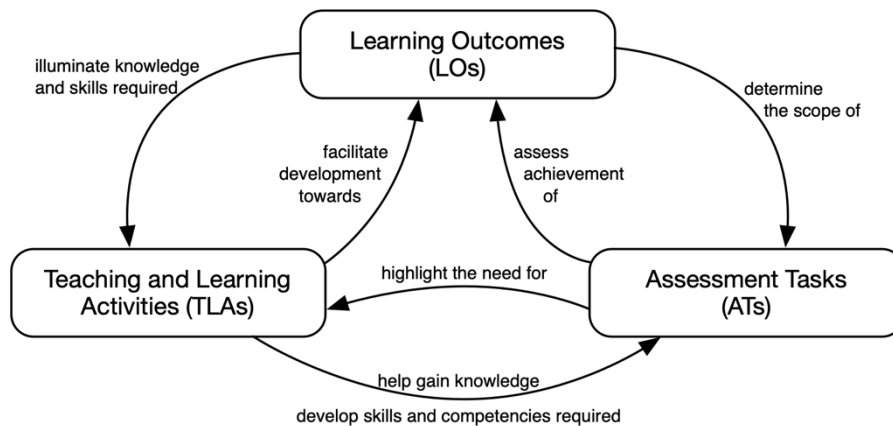 Learning Outcomes
(LOs)
illuminate knowledge
and skills required
determine
the scope of
facilitate
development
towards
assess
achievement
of
Teaching and Learning
Activities (TLAs)
highlight the need for
Assessment Tasks
(ATs)
help gain knowledge
develop skills and competencies required